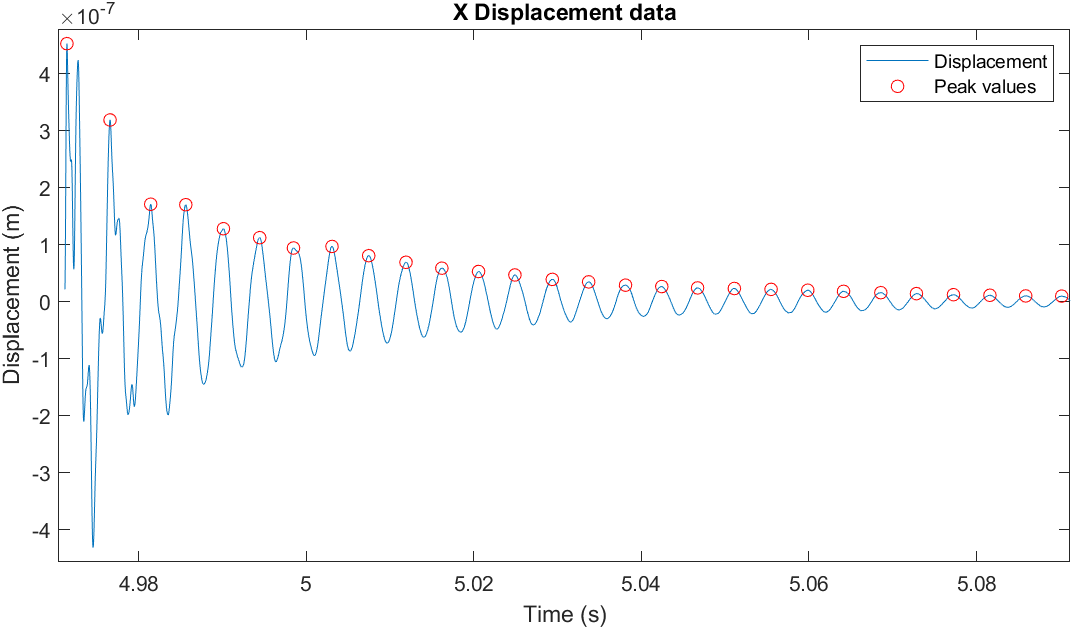 X Displacement data
×10-7
Displacement
Peak values
4
3
2
1
0
-1
-2
-3
-4
Displacement (m)
4.98 5 5.02 5.04 5.06 5.08
Time (s)